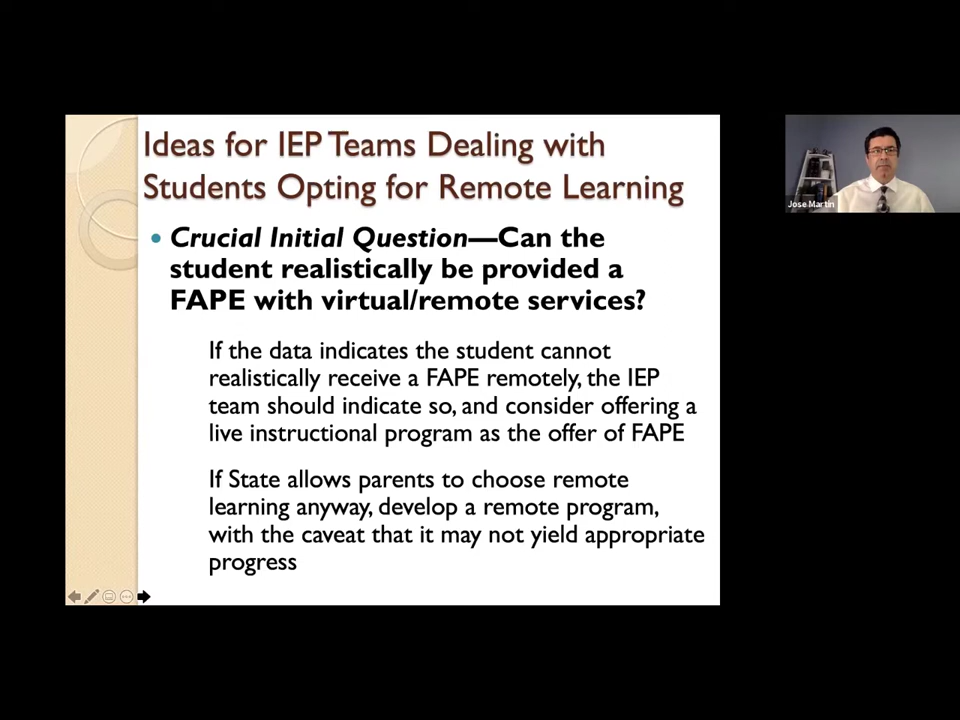 Ideas for IEP Teams Dealing with
Students Opting for Remote Learning
Crucial Initial Question—Can the
student realistically be provided a
FAPE with virtual/remote services?
If the data indicates the student cannot
realistically receive a FAPE remotely, the IEP
team should indicate so, and consider offering a
live instructional program as the offer of FAPE
If State allows parents to choose remote
learning anyway, develop a remote program,
with the caveat that it may not yield appropriate
progress
Jose Martin